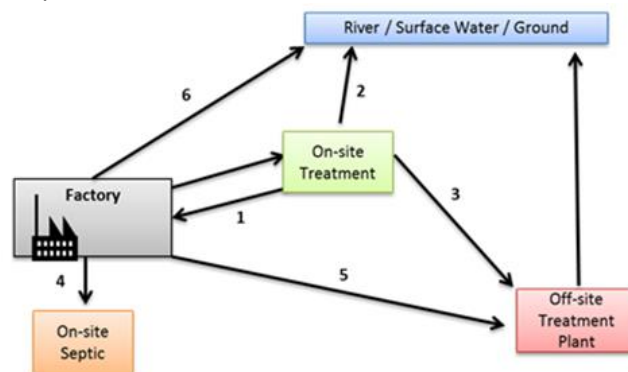 River / Surface Water / Ground
6
2
On-site
Treatment
Factory
3
1
4
5
Off-site
Treatment
Plant
On-site
Septic